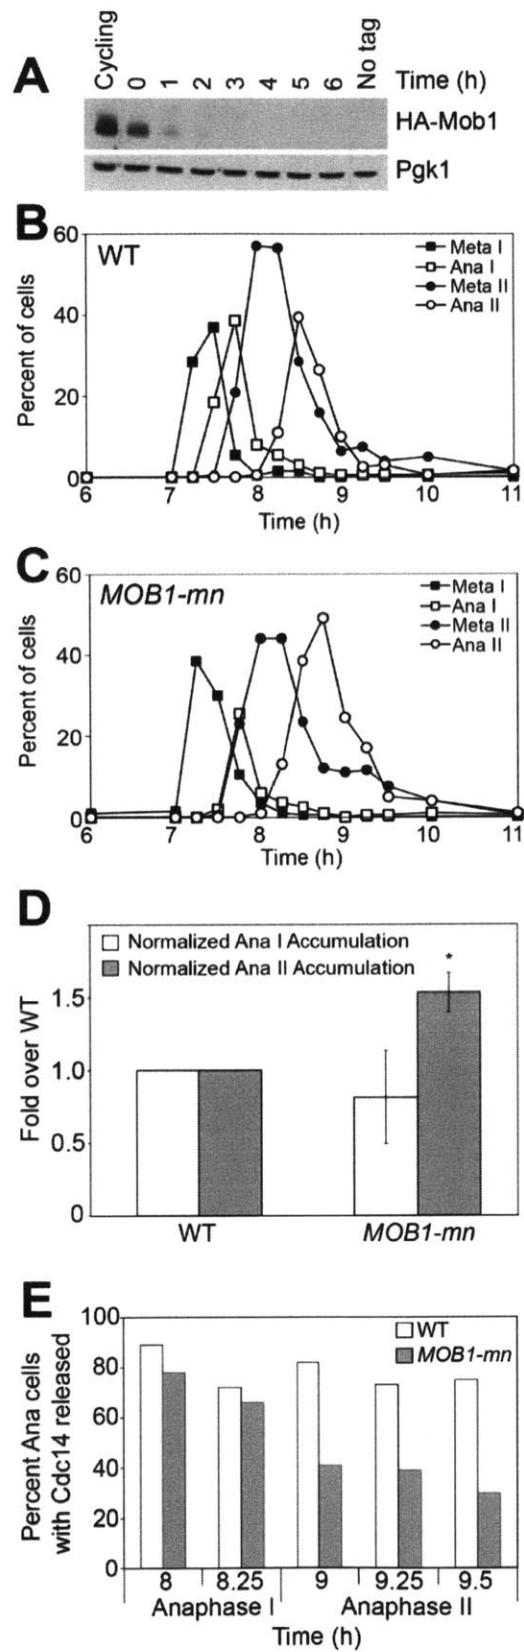 A
Cycling 0 1 2 3 4 5 6 No tag Time (h)
HA-Mob1
Pgk1
B
WT
Meta I
Ana I
Meta II
Ana II
Percent of cells
60
40
20
0
6 7 8 9 10 11
Time (h)
C
MOB1-mn
Meta I
Ana I
Meta II
Ana II
Percent of cells
60
40
20
0
6 7 8 9 10 11
Time (h)
D
Normalized Ana I Accumulation
Normalized Ana II Accumulation
*
Fold over WT
1.5
1.0
0.5
0
WT MOB1-mn
E
WT
MOB1-mn
Percent Ana cells
with Cdc14 released
100
80
60
40
20
0
8 8.25 9 9.25 9.5
Anaphase I Anaphase II
Time (h)